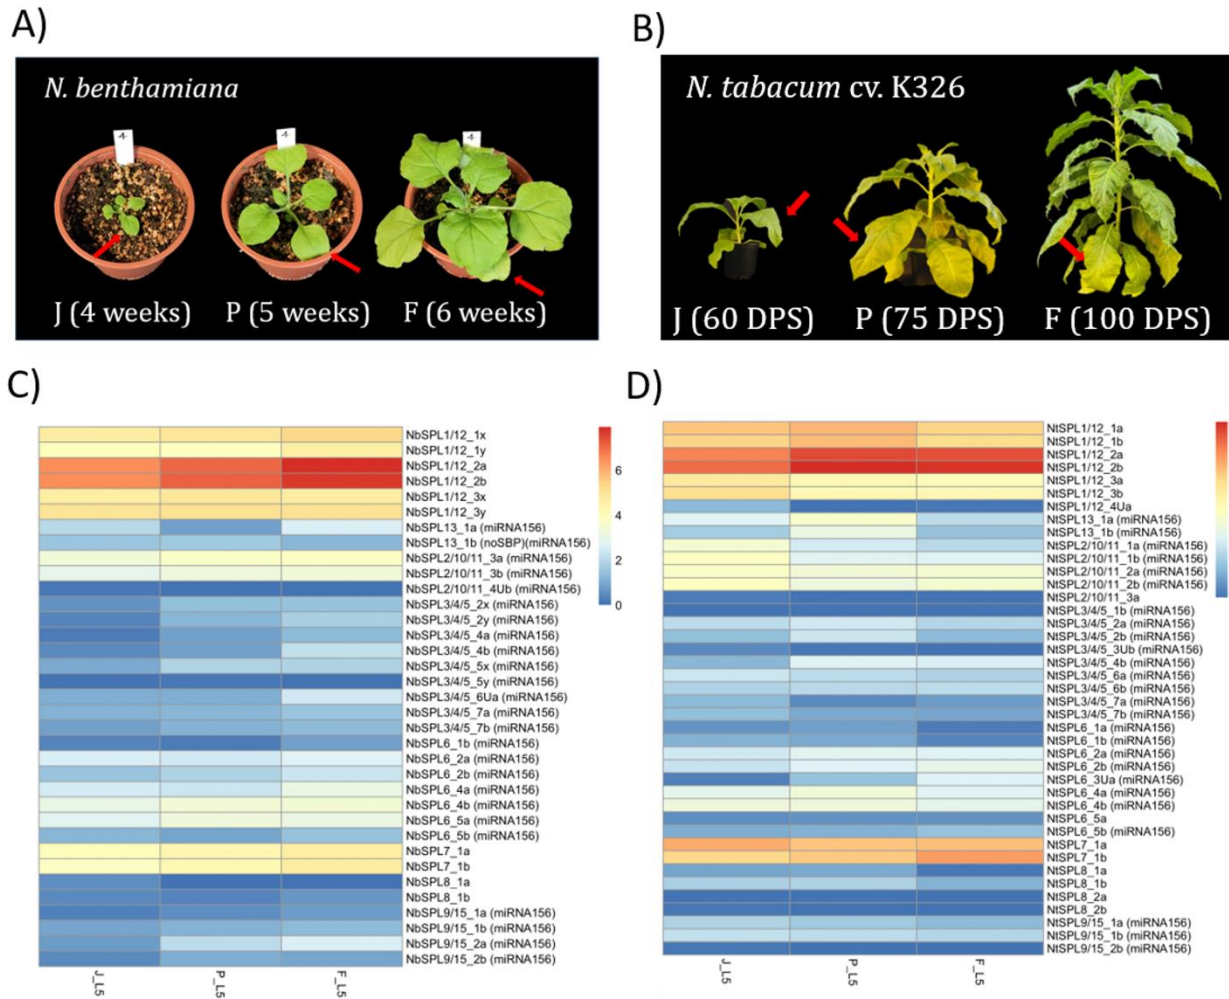 A)
B)
N. benthamiana
4
4
4
J (4 weeks)
P (5 weeks)
F (6 weeks)
N. tabacum cv. K326
J (60 DPS)
P (75 DPS)
F (100 DPS)
C)
NbSPL1/12_1x
NbSPL1/12_1y
NbSPL1/12_2a
NbSPL1/12_2b
NbSPL1/12_3x
NbSPL1/12_3y
NbSPL13_1a (miRNA156)
NbSPL13_1b (noSBP)(miRNA156)
NbSPL2/10/11_3a (miRNA156)
NbSPL2/10/11_3b (miRNA156)
NbSPL2/10/11_4Ub (miRNA156)
NbSPL3/4/5_2x (miRNA156)
NbSPL3/4/5_2y (miRNA156)
NbSPL3/4/5_4a (miRNA156)
NbSPL3/4/5_4b (miRNA156)
NbSPL3/4/5_5x (miRNA156)
NbSPL3/4/5_5y (miRNA156)
NbSPL3/4/5_6Ua (miRNA156)
NbSPL3/4/5_7a (miRNA156)
NbSPL3/4/5_7b (miRNA156)
NbSPL6_1b (miRNA156)
NbSPL6_2a (miRNA156)
NbSPL6_2b (miRNA156)
NbSPL6_4a (miRNA156)
NbSPL6_4b (miRNA156)
NbSPL6_5a (miRNA156)
NbSPL6_5b (miRNA156)
NbSPL7_1a
NbSPL7_1b
NbSPL8_1a
NbSPL8_1b
NbSPL9/15_1a (miRNA156)
NbSPL9/15_1b (miRNA156)
NbSPL9/15_2a (miRNA156)
NbSPL9/15_2b (miRNA156)
6
4
2
0
J_L5
P_L5
F_L5
D)
NtSPL1/12_1a
NtSPL1/12_1b
NtSPL1/12_2a
NtSPL1/12_2b
NtSPL1/12_3a
NtSPL1/12_3b
NtSPL1/12_4Ua
NtSPL13_1a (miRNA156)
NtSPL13_1b (miRNA156)
NtSPL2/10/11_1a (miRNA156)
NtSPL2/10/11_1b (miRNA156)
NtSPL2/10/11_2a (miRNA156)
NtSPL2/10/11_2b (miRNA156)
NtSPL2/10/11_3a
NtSPL3/4/5_1b (miRNA156)
NtSPL3/4/5_2a (miRNA156)
NtSPL3/4/5_2b (miRNA156)
NtSPL3/4/5_3Ub (miRNA156)
NtSPL3/4/5_4b (miRNA156)
NtSPL3/4/5_6a (miRNA156)
NtSPL3/4/5_6b (miRNA156)
NtSPL3/4/5_7a (miRNA156)
NtSPL3/4/5_7b (miRNA156)
NtSPL6_1a (miRNA156)
NtSPL6_1b (miRNA156)
NtSPL6_2a (miRNA156)
NtSPL6_2b (miRNA156)
NtSPL6_3Ua (miRNA156)
NtSPL6_4a (miRNA156)
NtSPL6_4b (miRNA156)
NtSPL6_5a
NtSPL6_5b (miRNA156)
NtSPL7_1a
NtSPL7_1b
NtSPL8_1a
NtSPL8_1b
NtSPL8_2a
NtSPL8_2b
NtSPL9/15_1a (miRNA156)
NtSPL9/15_1b (miRNA156)
NtSPL9/15_2b (miRNA156)
J_L5
P_L5
F_L5